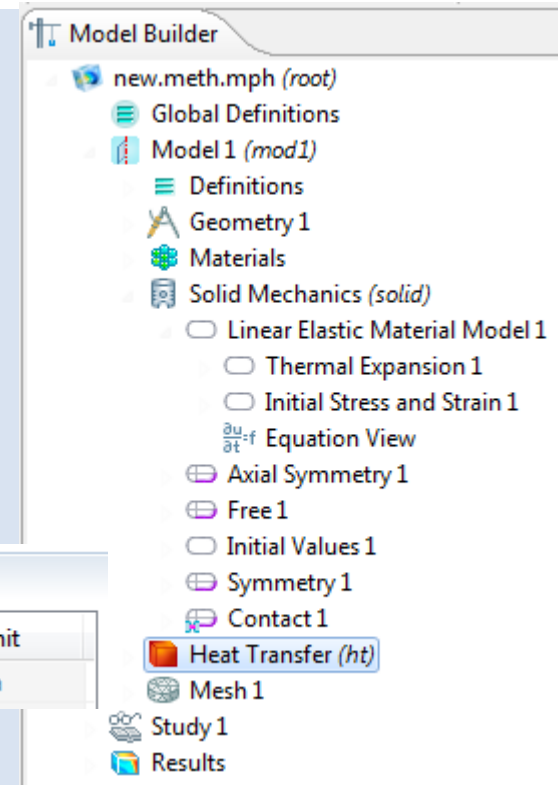 Model Builder
new.meth.mph (root)
Global Definitions
Model 1 (mod1)
Definitions
Geometry 1
Materials
Solid Mechanics (solid)
Linear Elastic Material Model 1
Thermal Expansion 1
Initial Stress and Strain 1
∂u/∂t=f Equation View
Axial Symmetry 1
Free 1
Initial Values 1
Symmetry 1
Contact 1
Heat Transfer (ht)
Mesh 1
Study 1
Results